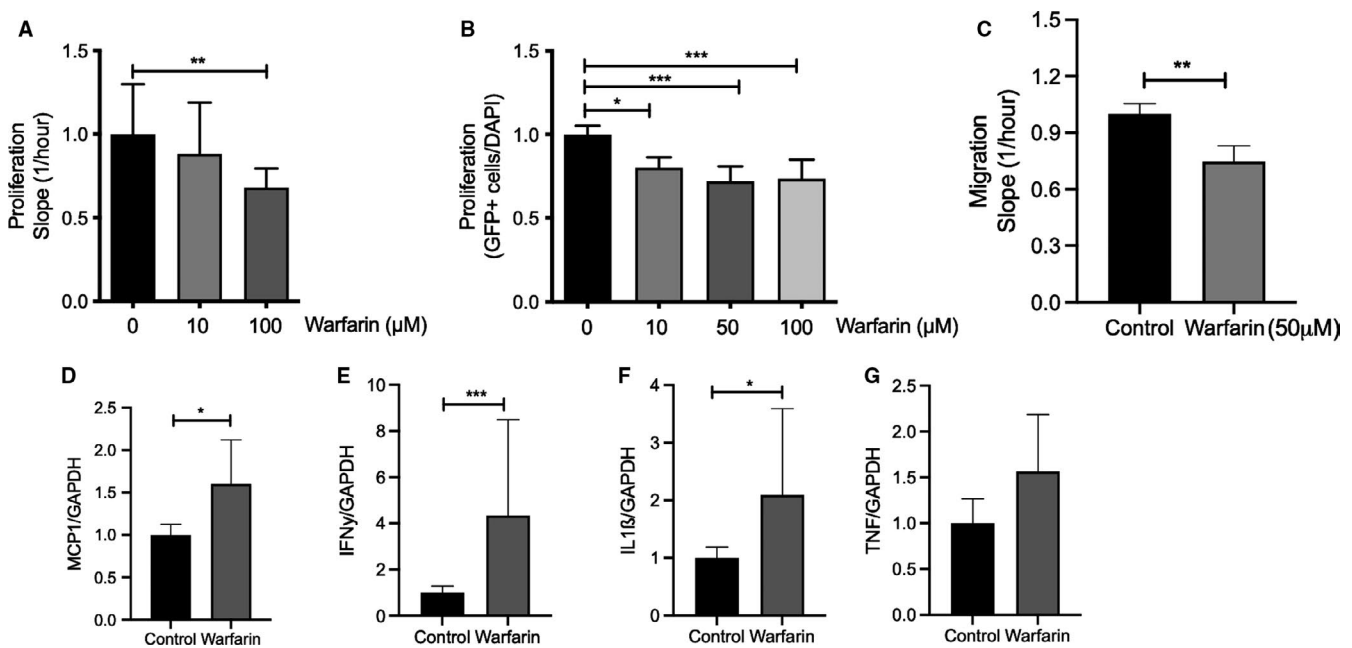 A
Proliferation
Slope (1/hour)
1.5
1.0
0.5
0.0
**
0
10
100
Warfarin (µM)
B
Proliferation
(GFP+ cells/DAPI)
1.5
1.0
0.5
0.0
***
***
*
0
10
50
100
Warfarin (µM)
C
Migration
Slope (1/hour)
1.5
1.2
0.9
0.6
0.3
0.0
**
Control
Warfarin (50µM)
D
MCP1/GAPDH
2.5
2.0
1.5
1.0
0.5
0.0
*
Control Warfarin
E
IFNy/GAPDH
10
8
6
4
2
0
***
Control Warfarin
F
IL1ß/GAPDH
4
3
2
1
0
*
Control Warfarin
G
TNF/GAPDH
2.5
2.0
1.5
1.0
0.5
0.0
Control Warfarin